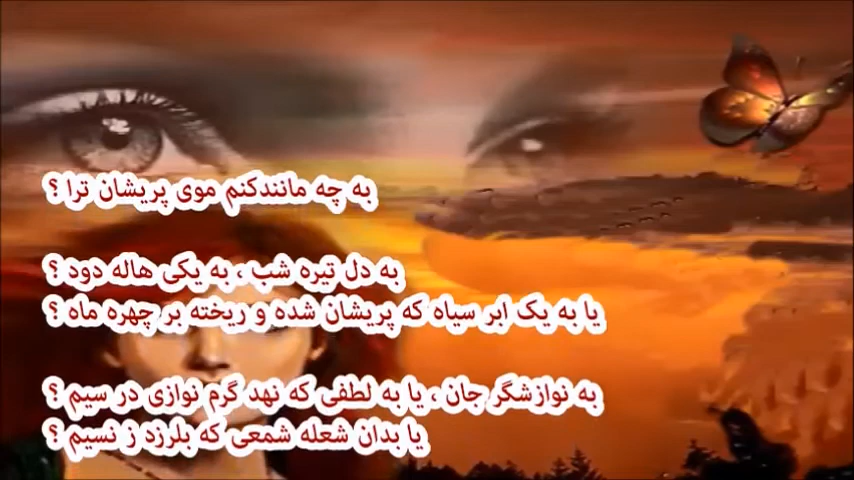 به چه مانندکنم موی پریشان ترا ؟
به دل تیره شب ، به یکی هاله دود ؟
یا به یک ابر سیاه که پریشان شده و ریخته بر چهره ماه ؟
به نوازشگر جان ، یا به لطفی که نهد گرم نوازی در سیم ؟
یا بدان شعله شمعی که بلرزد ز نسیم ؟